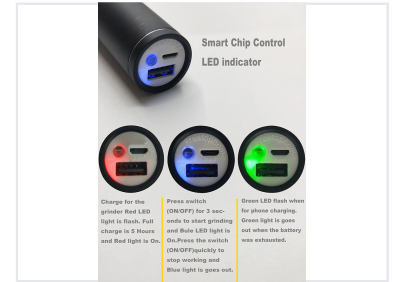 Smart Chip Control
LED indicator
Charge for the
grinder Red LED
light is flash. Full
charge is 5 Hours
and Red light is On.
Press switch
(ON/OFF) for 3 sec-
onds to start grinding
and Bule LED light is
On.Press the switch
(ON/OFF)quickly to
stop working and
Blue light is goes out.
Green LED flash when
for phone charging.
Green light is goes
out when the battery
was exhausted.